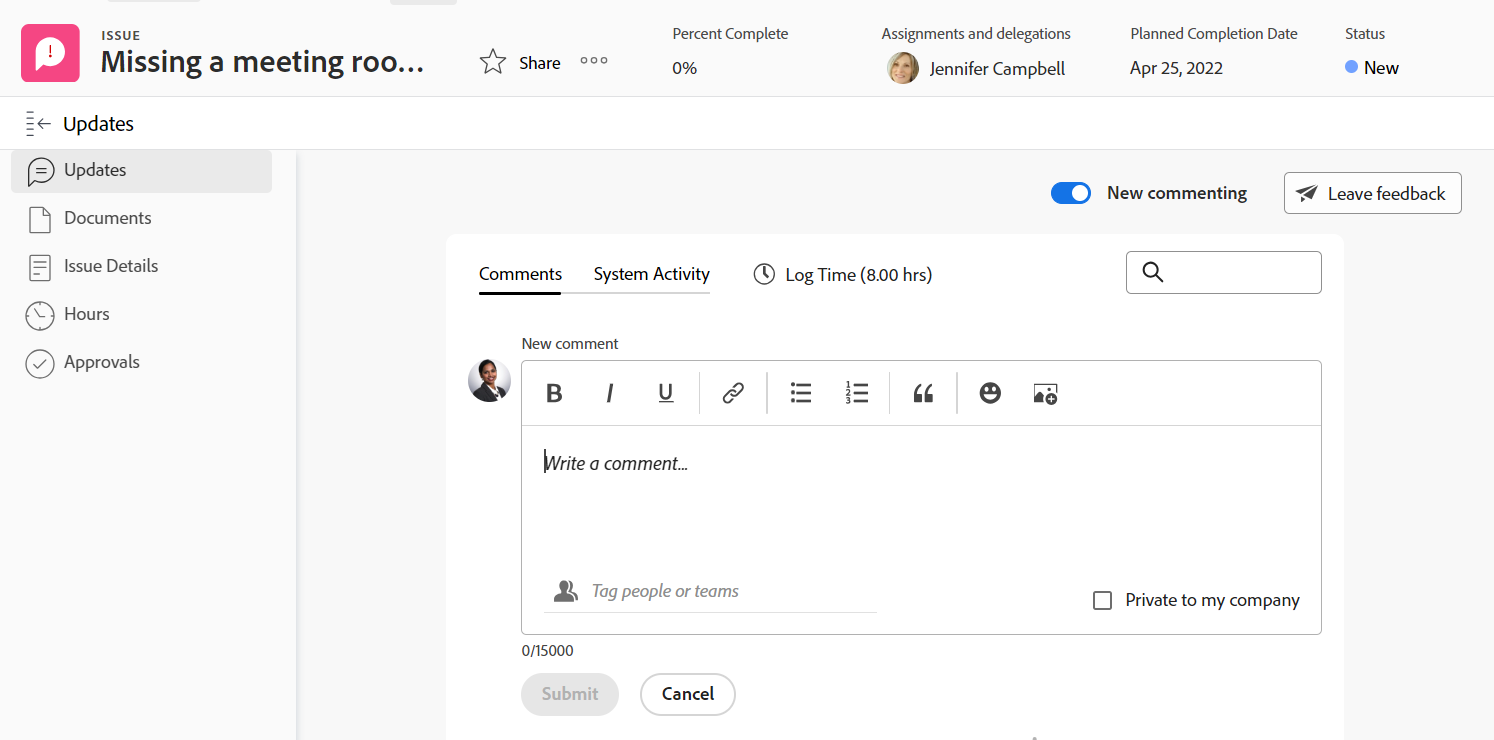 ISSUE
Missing a meeting roo...
Share
Percent Complete
0%
Assignments and delegations
Jennifer Campbell
Planned Completion Date
Apr 25, 2022
Status
New
Updates
Updates
Documents
Issue Details
Hours
Approvals
New commenting
Leave feedback
Comments
System Activity
Log Time (8.00 hrs)
New comment
B I U
Write a comment...
Tag people or teams
Private to my company
0/15000
Submit
Cancel